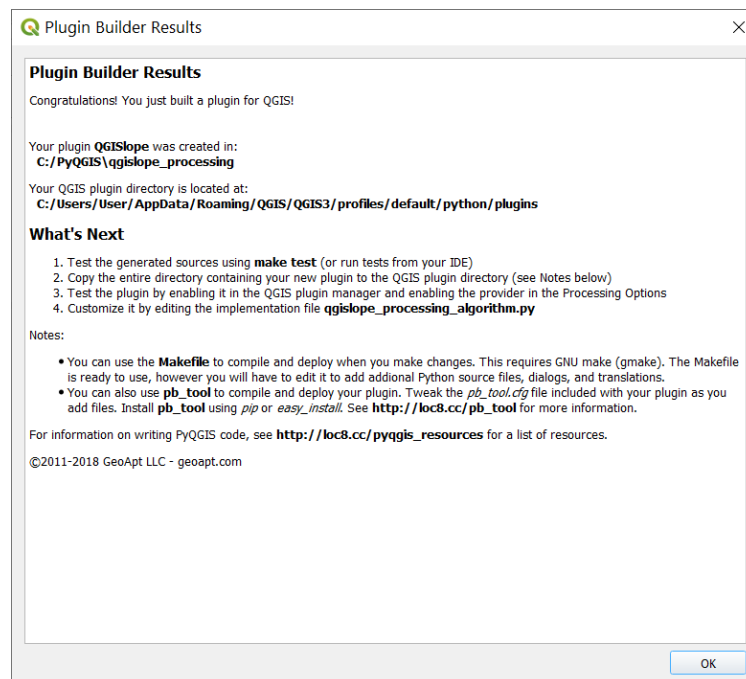 Plugin Builder Results
Plugin Builder Results
Congratulations! You just built a plugin for QGIS!
Your plugin QGISlope was created in:
C:/PyQGIS\qgislope_processing
Your QGIS plugin directory is located at:
C:/Users/User/AppData/Roaming/QGIS/QGIS3/profiles/default/python/plugins
What's Next
1. Test the generated sources using make test (or run tests from your IDE)
2. Copy the entire directory containing your new plugin to the QGIS plugin directory (see Notes below)
3. Test the plugin by enabling it in the QGIS plugin manager and enabling the provider in the Processing Options
4. Customize it by editing the implementation file qgislope_processing_algorithm.py
Notes:
• You can use the Makefile to compile and deploy when you make changes. This requires GNU make (gmake). The Makefile
is ready to use, however you will have to edit it to add addional Python source files, dialogs, and translations.
• You can also use pb_tool to compile and deploy your plugin. Tweak the pb_tool.cfg file included with your plugin as you
add files. Install pb_tool using pip or easy_install. See http://loc8.cc/pb_tool for more information.
For information on writing PyQGIS code, see http://loc8.cc/pyqgis_resources for a list of resources.
©2011-2018 GeoApt LLC - geoapt.com
OK